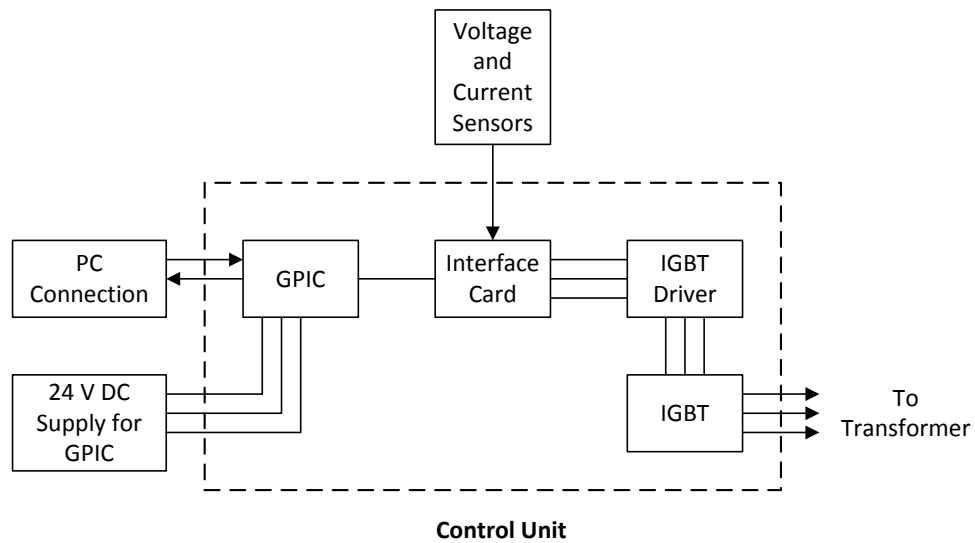 Voltage
and
Current
Sensors
PC
Connection
GPIC
Interface
Card
IGBT
Driver
24 V DC
Supply for
GPIC
IGBT
To
Transformer
Control Unit